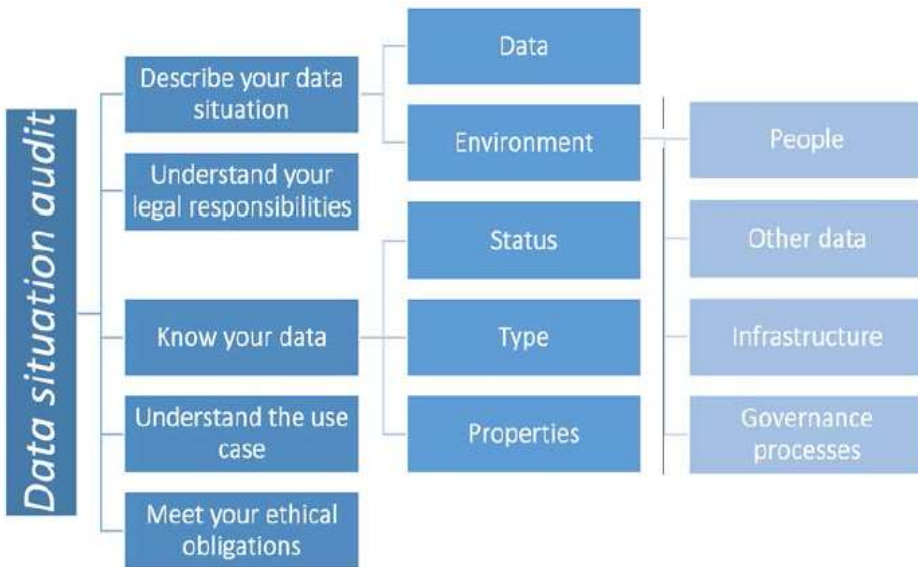 Data situation audit
Describe your data
situation
Understand your
legal responsibilities
Know your data
Understand the use
case
Meet your ethical
obligations
Data
Environment
Status
Type
Properties
People
Other data
Infrastructure
Governance
processes